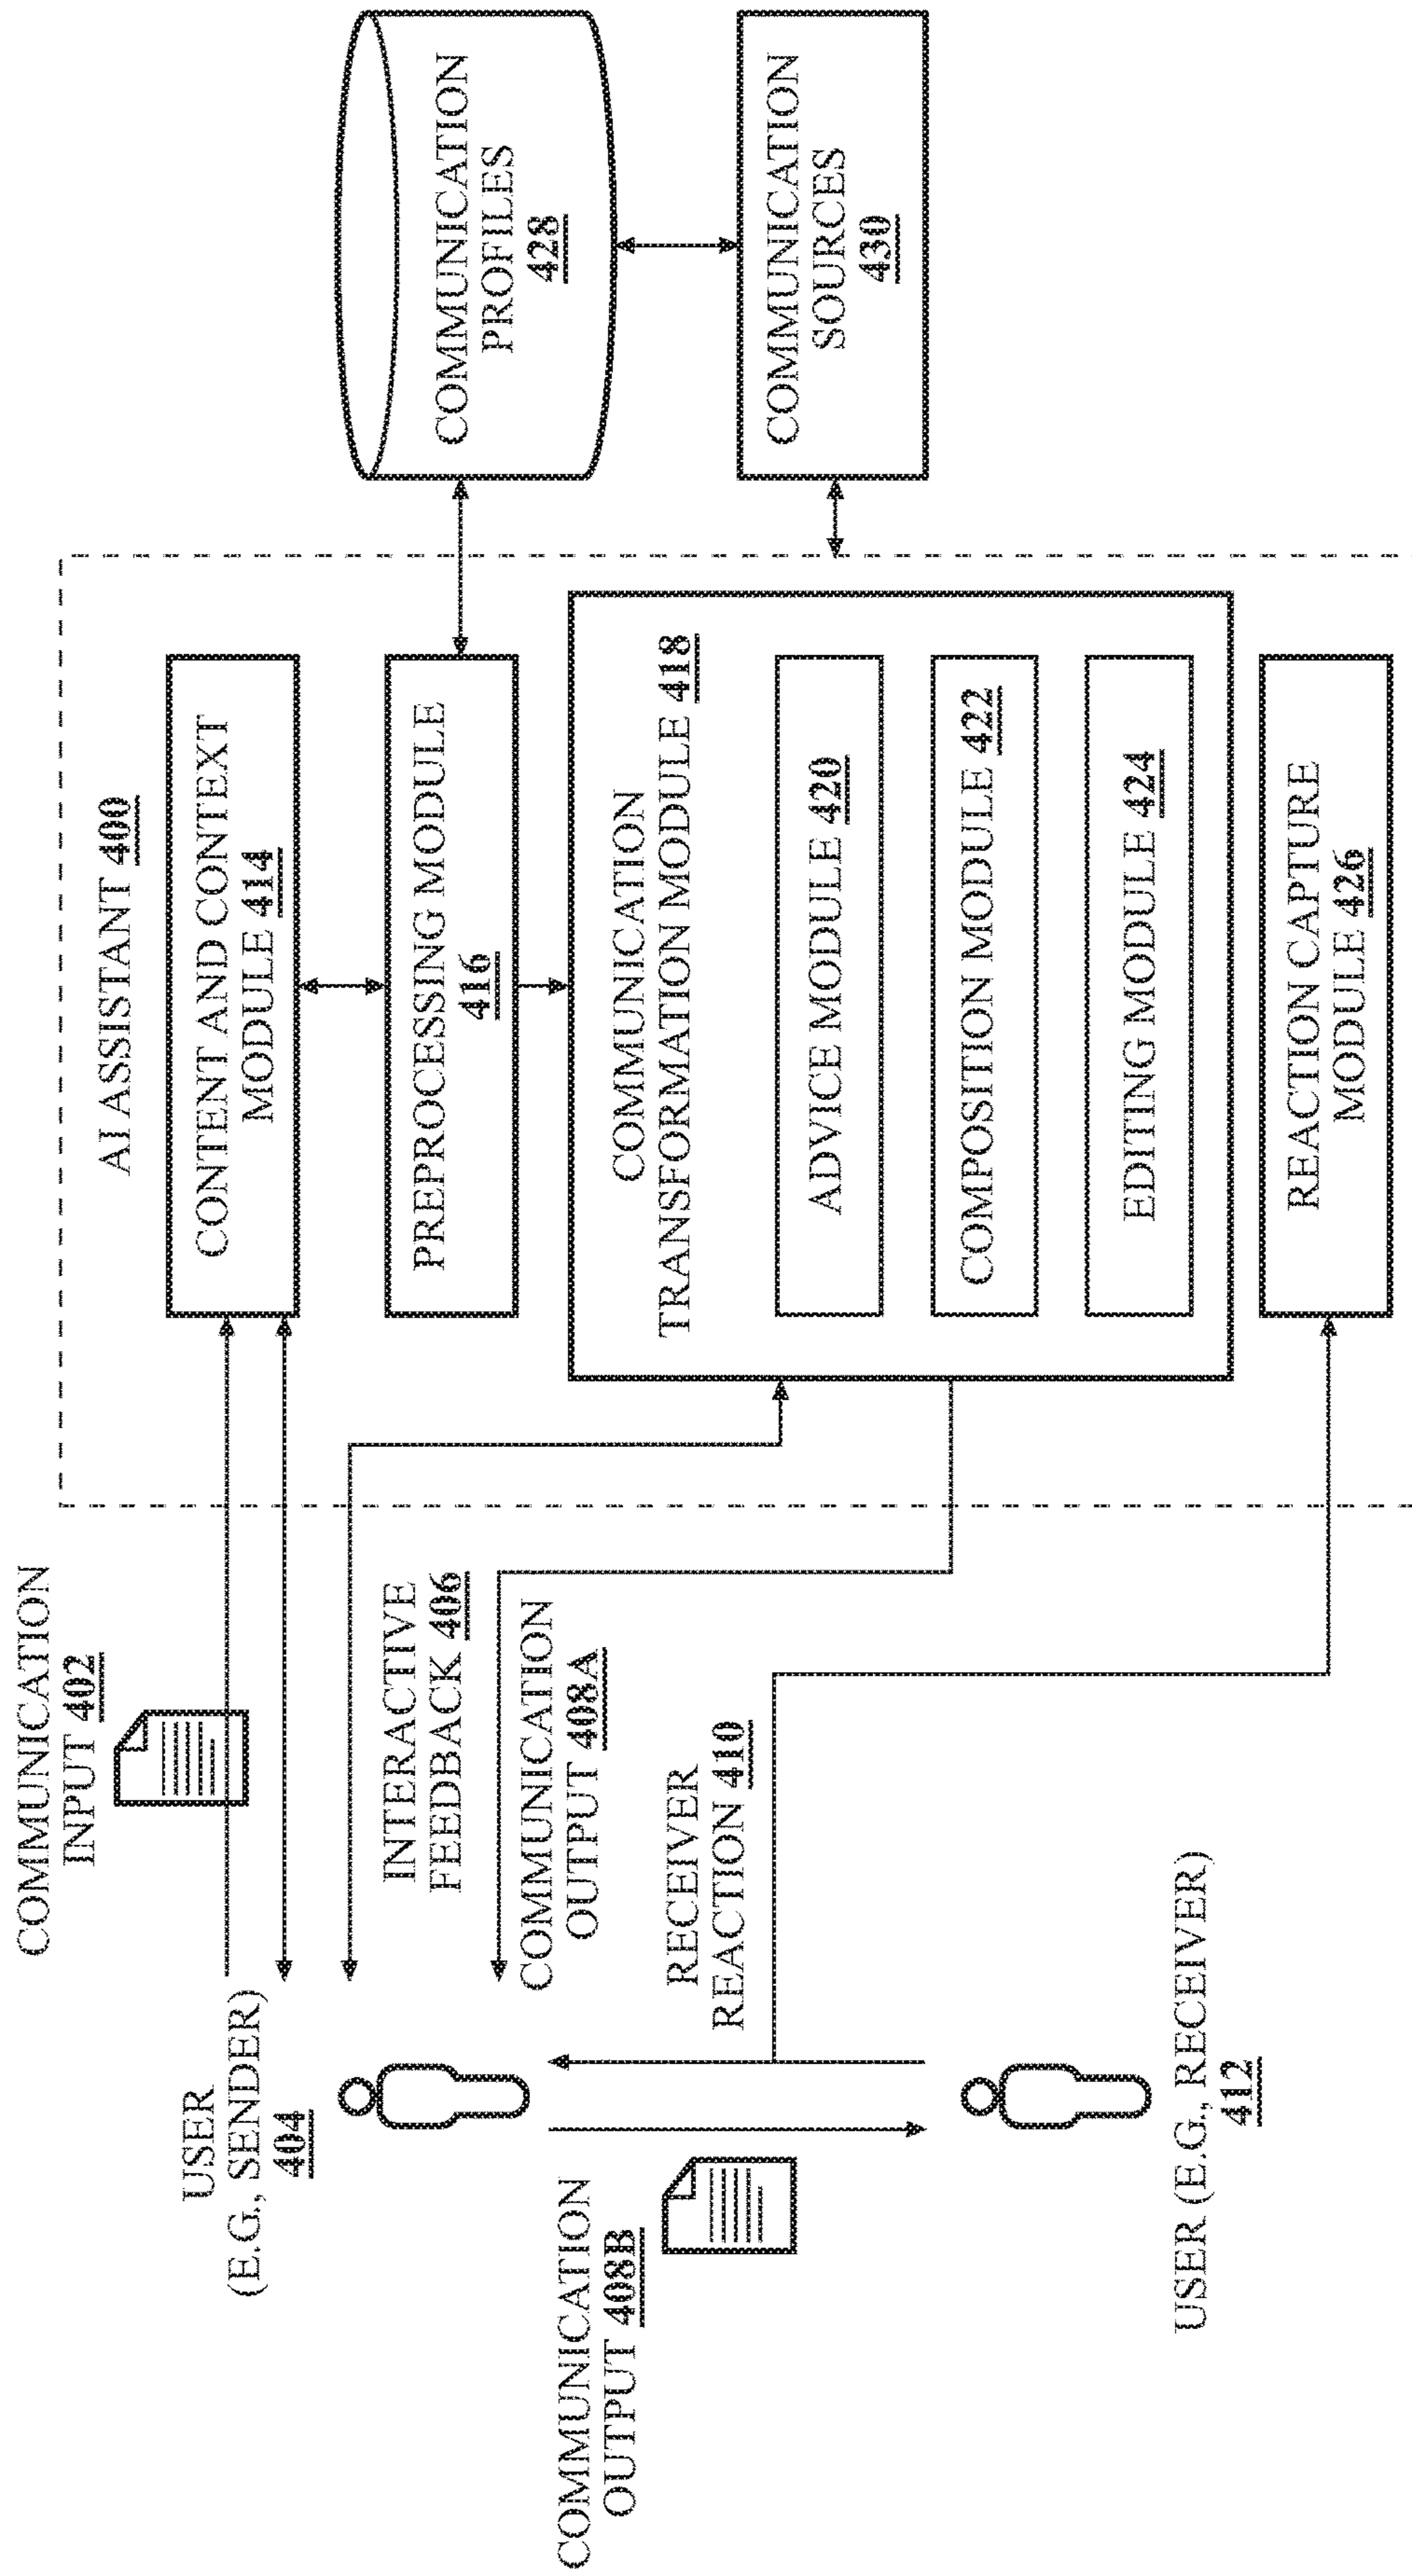 COMMUNICATION
INPUT 402
USER
(E.G., SENDER)
404
INTERACTIVE
FEEDBACK 406
COMMUNICATION
OUTPUT 408A
COMMUNICATION
OUTPUT 408B
RECEIVER
REACTION 410
USER (E.G., RECEIVER)
412
AI ASSISTANT 400
CONTENT AND CONTEXT
MODULE 414
PREPROCESSING MODULE
416
COMMUNICATION
TRANSFORMATION MODULE 418
ADVICE MODULE 420
COMPOSITION MODULE 422
EDITING MODULE 424
REACTION CAPTURE
MODULE 426
COMMUNICATION
PROFILES
428
COMMUNICATION
SOURCES
430